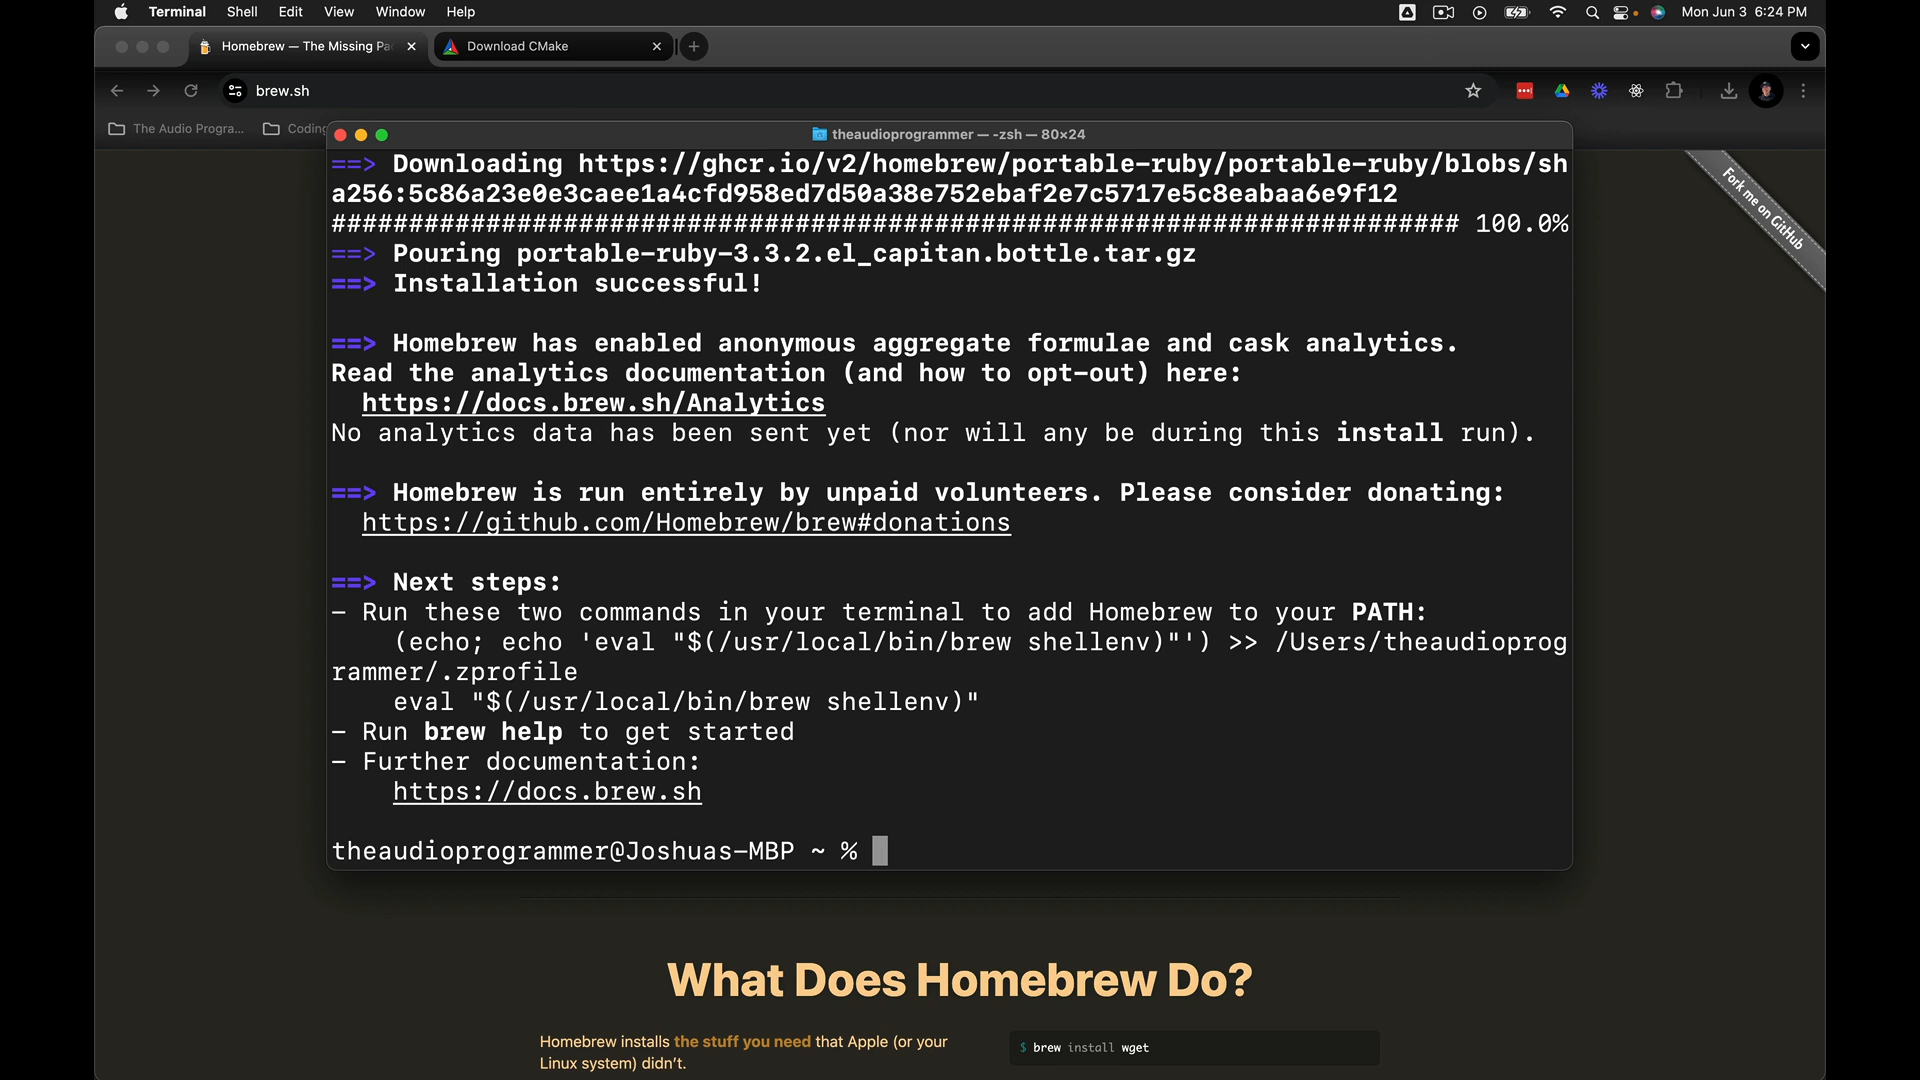 Terminal Shell Edit View Window Help Mon Jun 3 6:24 PM
Homebrew — The Missing Pa Download CMake
brew.sh
The Audio Progra... Coding
theaudioprogrammer — -zsh — 80×24
==> Downloading https://ghcr.io/v2/homebrew/portable-ruby/portable-ruby/blobs/sh
a256:5c86a23e0e3caee1a4cfd958ed7d50a38e752ebaf2e7c5717e5c8eabaa6e9f12
######################################################################### 100.0%
==> Pouring portable-ruby-3.3.2.el_capitan.bottle.tar.gz
==> Installation successful!
==> Homebrew has enabled anonymous aggregate formulae and cask analytics.
Read the analytics documentation (and how to opt-out) here:
https://docs.brew.sh/Analytics
No analytics data has been sent yet (nor will any be during this install run).
==> Homebrew is run entirely by unpaid volunteers. Please consider donating:
https://github.com/Homebrew/brew#donations
==> Next steps:
- Run these two commands in your terminal to add Homebrew to your PATH:
(echo; echo 'eval "$(/usr/local/bin/brew shellenv)"') >> /Users/theaudioprog
rammer/.zprofile
eval "$(/usr/local/bin/brew shellenv)"
- Run brew help to get started
- Further documentation:
https://docs.brew.sh
theaudioprogrammer@Joshuas-MBP ~ %
Fork me on GitHub
What Does Homebrew Do?
Homebrew installs the stuff you need that Apple (or your
Linux system) didn't.
$ brew install wget